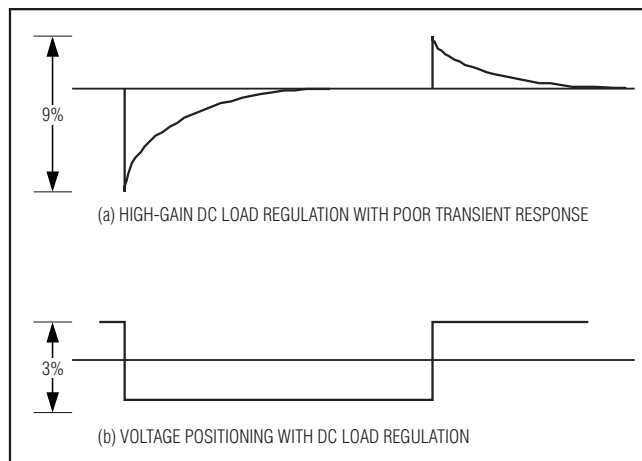 9%
(a) HIGH-GAIN DC LOAD REGULATION WITH POOR TRANSIENT RESPONSE
3%
(b) VOLTAGE POSITIONING WITH DC LOAD REGULATION